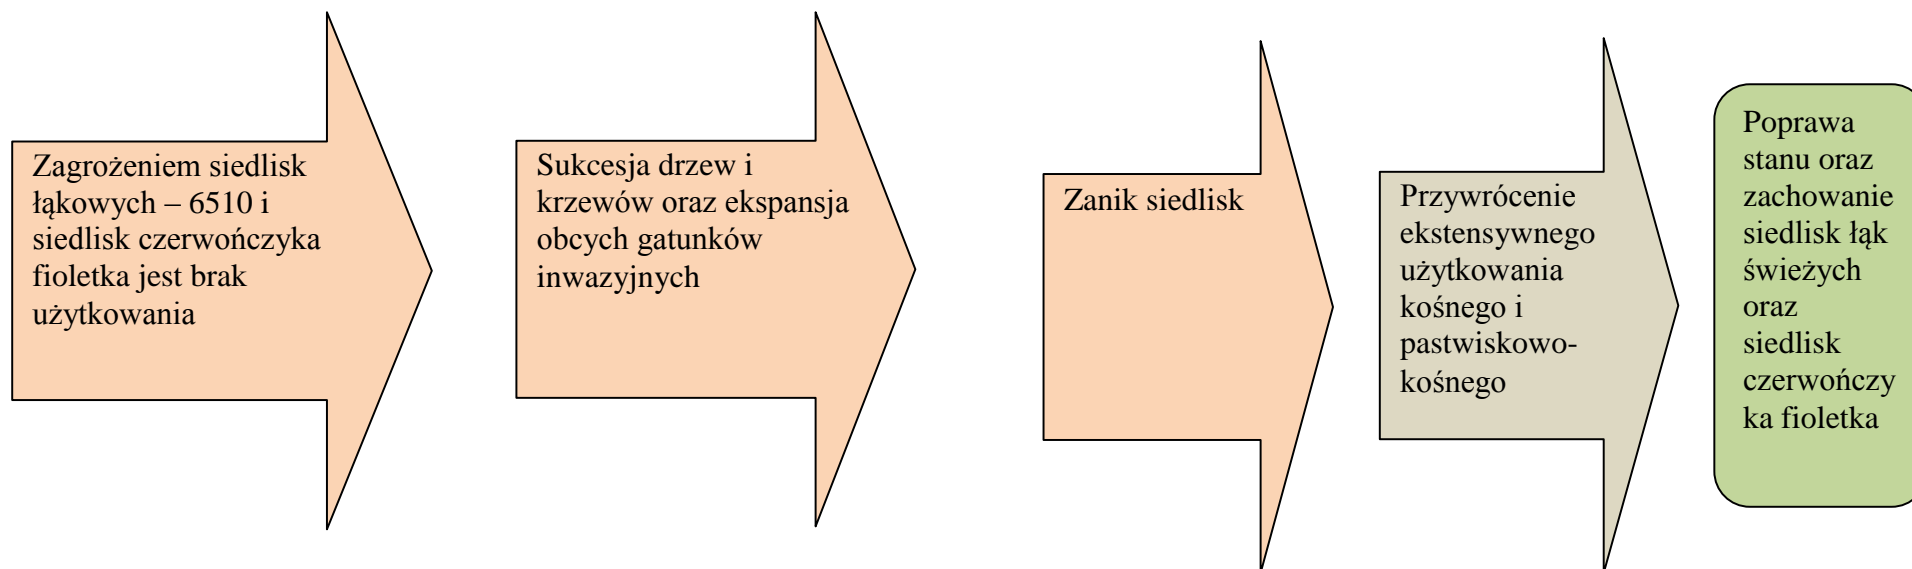 Zagrożeniem siedlisk
łąkowych – 6510 i
siedlisk czerwończyka
fioletka jest brak
użytkowania
Sukcesja drzew i
krzewów oraz ekspansja
obcych gatunków
inwazyjnych
Zanik siedlisk
Przywrócenie
ekstensywnego
użytkowania
kośnego i
pastwiskowo-
kośnego
Poprawa
stanu oraz
zachowanie
siedlisk łąk
świeżych
oraz
siedlisk
czerwończy
ka fioletka